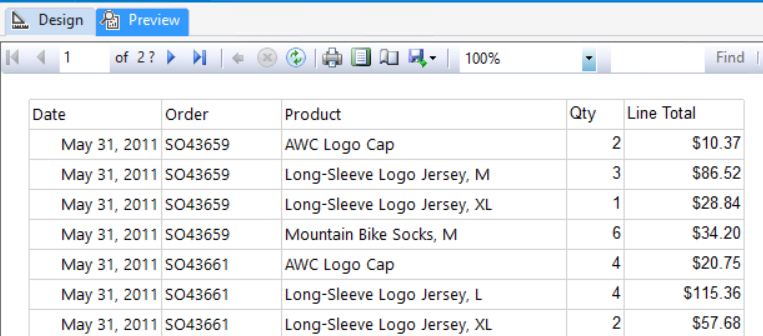 Design Preview
1 of 2 ? 100% Find
Date Order Product Qty Line Total
May 31, 2011 SO43659 AWC Logo Cap 2 $10.37
May 31, 2011 SO43659 Long-Sleeve Logo Jersey, M 3 $86.52
May 31, 2011 SO43659 Long-Sleeve Logo Jersey, XL 1 $28.84
May 31, 2011 SO43659 Mountain Bike Socks, M 6 $34.20
May 31, 2011 SO43661 AWC Logo Cap 4 $20.75
May 31, 2011 SO43661 Long-Sleeve Logo Jersey, L 4 $115.36
May 31, 2011 SO43661 Long-Sleeve Logo Jersey, XL 2 $57.68